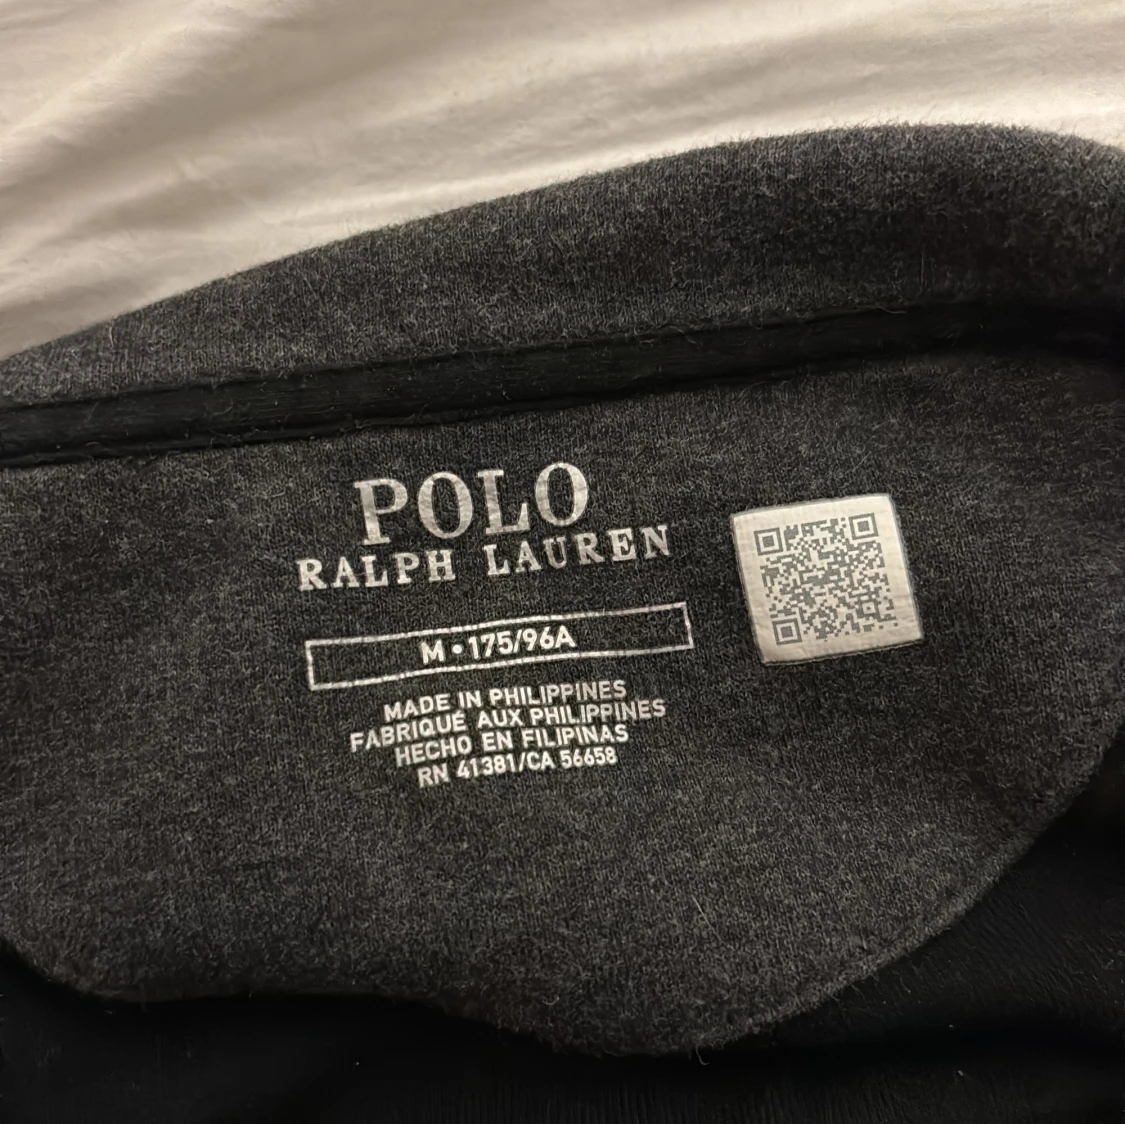 POLO
RALPH LAUREN
M • 175/96A
MADE IN PHILIPPINES
FABRIQUÉ AUX PHILIPPINES
HECHO EN FILIPINAS
RN 41381/CA 56658